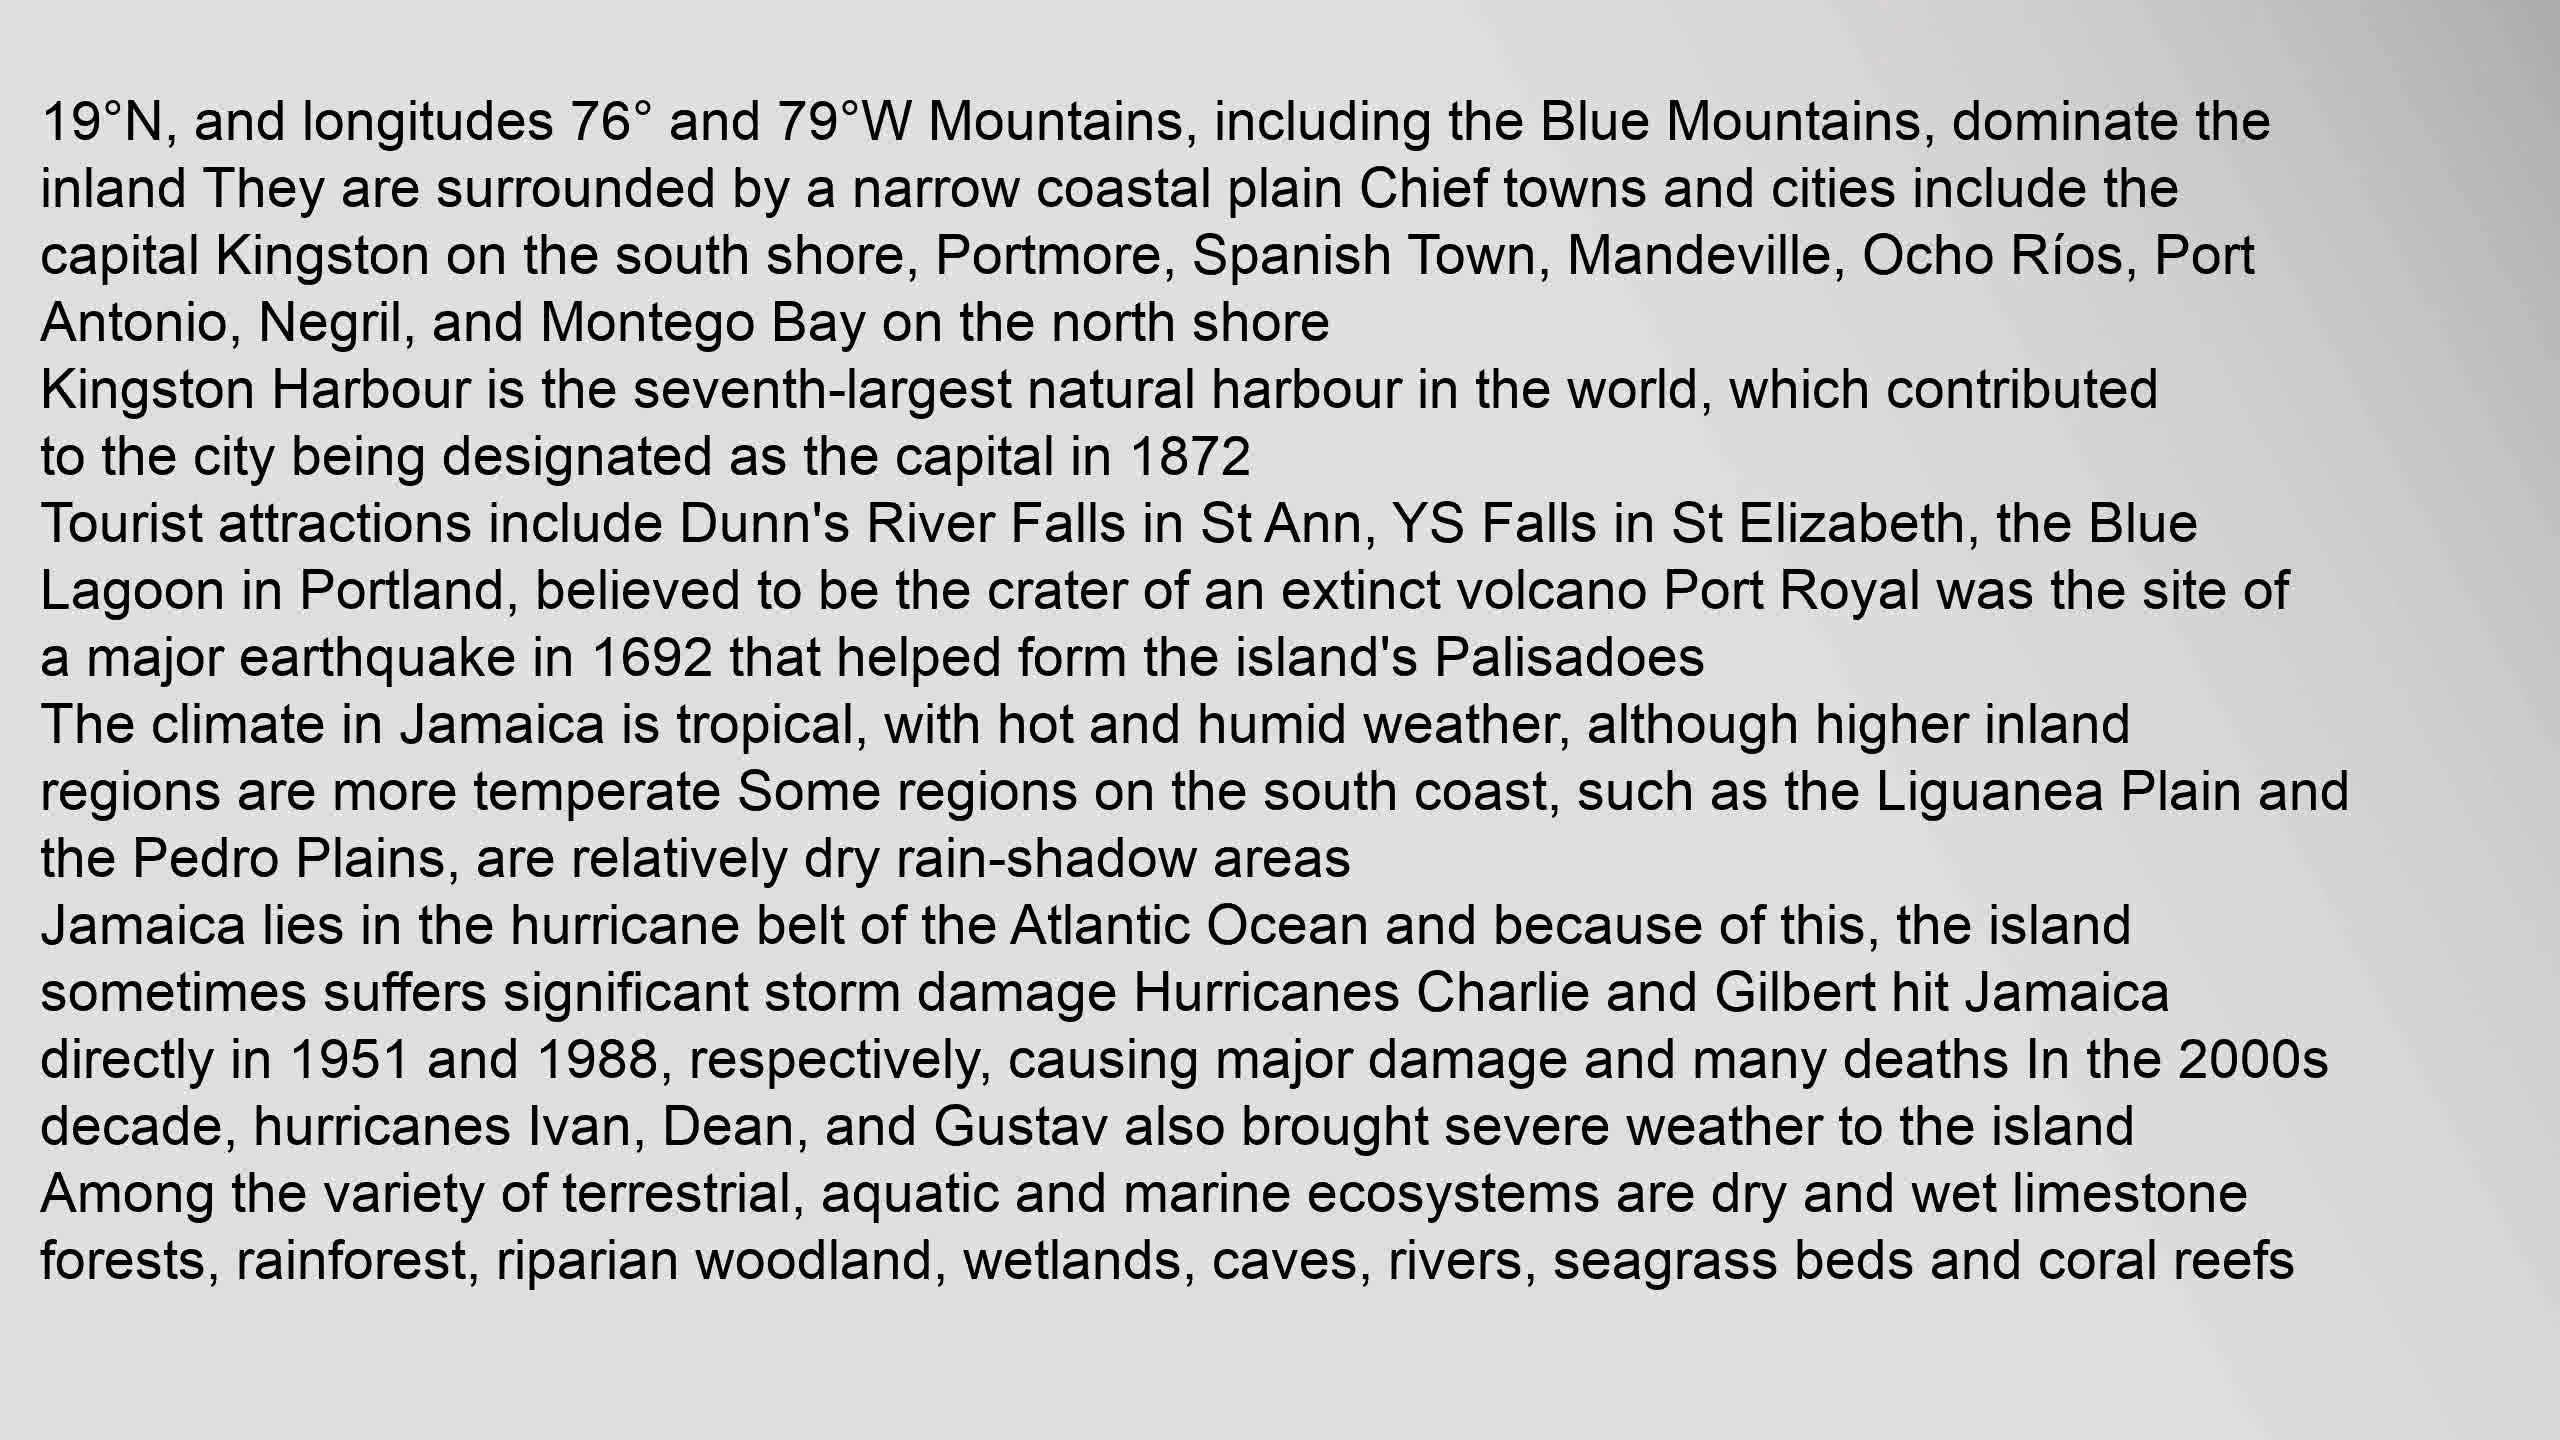 19°N, and longitudes 76° and 79°W Mountains, including the Blue Mountains, dominate the
inland They are surrounded by a narrow coastal plain Chief towns and cities include the
capital Kingston on the south shore, Portmore, Spanish Town, Mandeville, Ocho Ríos, Port
Antonio, Negril, and Montego Bay on the north shore
Kingston Harbour is the seventh-largest natural harbour in the world, which contributed
to the city being designated as the capital in 1872
Tourist attractions include Dunn's River Falls in St Ann, YS Falls in St Elizabeth, the Blue
Lagoon in Portland, believed to be the crater of an extinct volcano Port Royal was the site of
a major earthquake in 1692 that helped form the island's Palisadoes
The climate in Jamaica is tropical, with hot and humid weather, although higher inland
regions are more temperate Some regions on the south coast, such as the Liguanea Plain and
the Pedro Plains, are relatively dry rain-shadow areas
Jamaica lies in the hurricane belt of the Atlantic Ocean and because of this, the island
sometimes suffers significant storm damage Hurricanes Charlie and Gilbert hit Jamaica
directly in 1951 and 1988, respectively, causing major damage and many deaths In the 2000s
decade, hurricanes Ivan, Dean, and Gustav also brought severe weather to the island
Among the variety of terrestrial, aquatic and marine ecosystems are dry and wet limestone
forests, rainforest, riparian woodland, wetlands, caves, rivers, seagrass beds and coral reefs